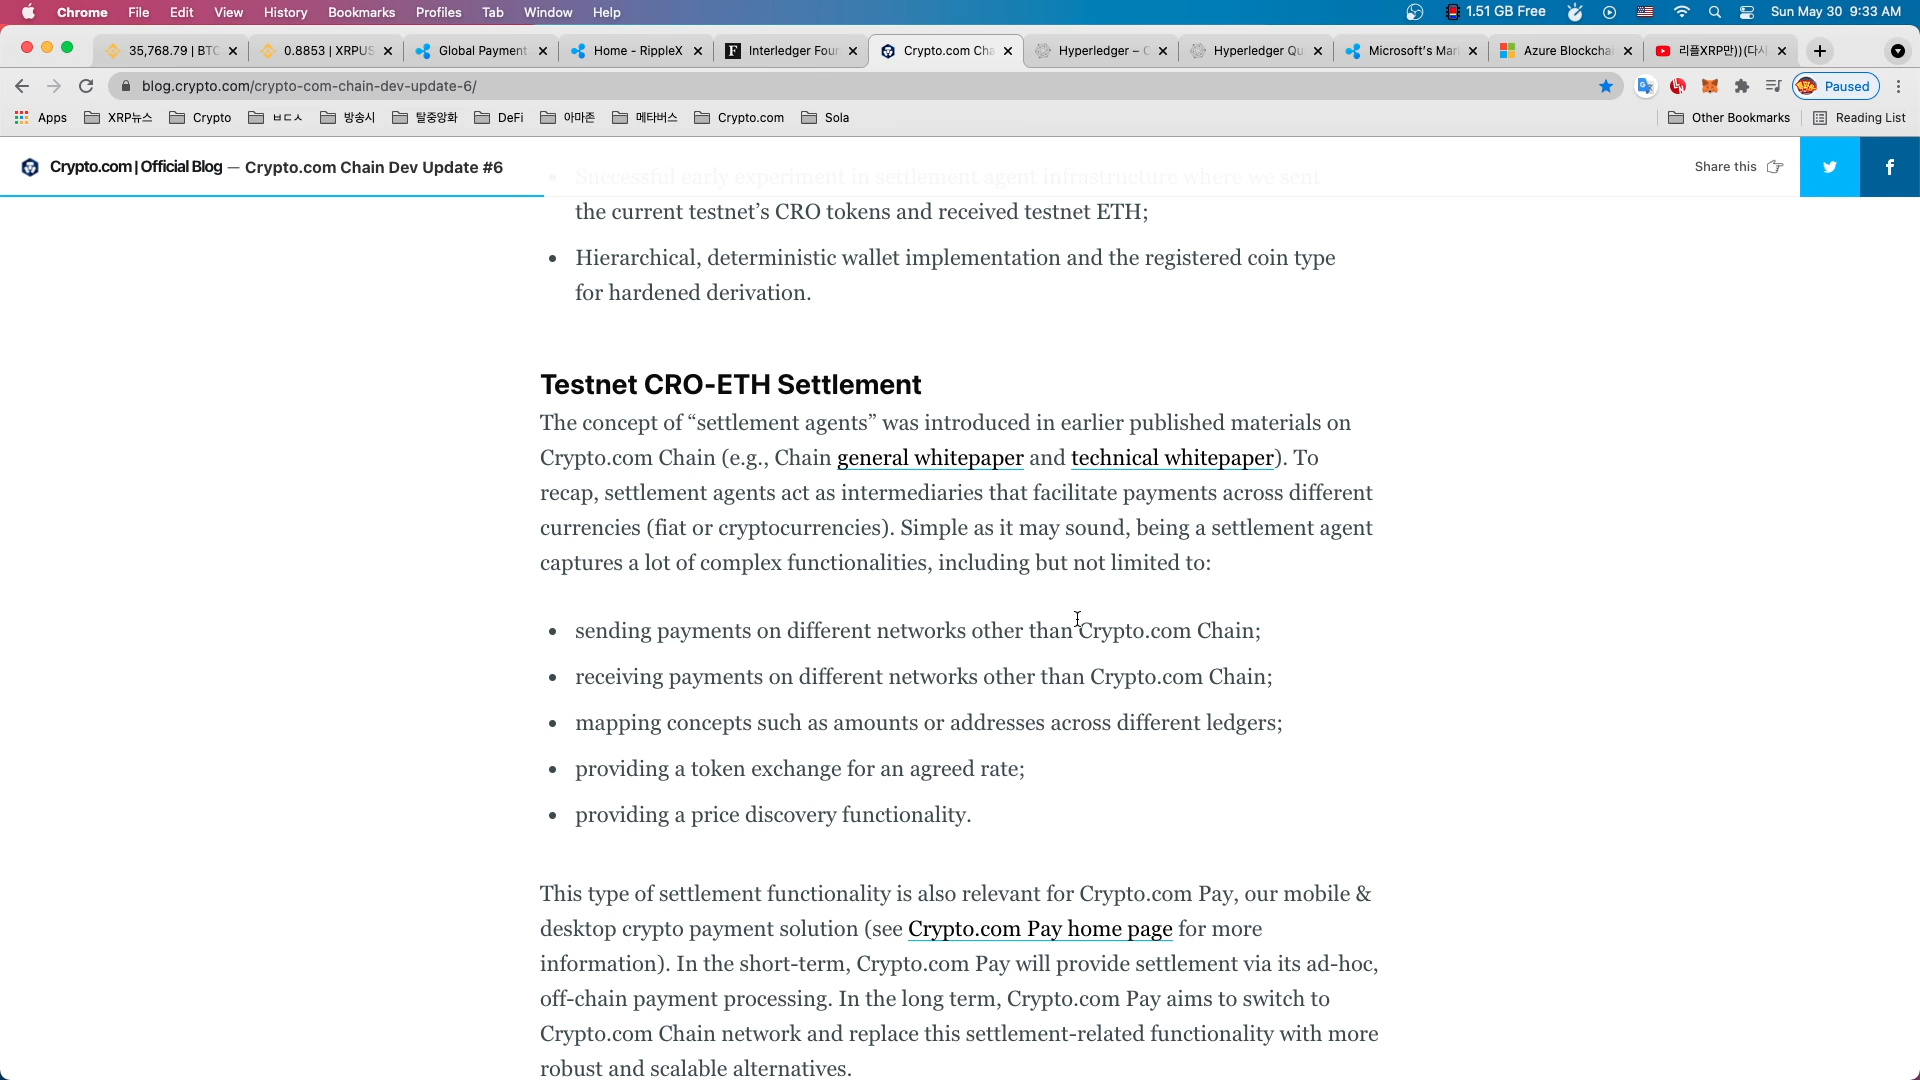 Chrome File Edit View History Bookmarks Profiles Tab Window Help 1.51 GB Free Sun May 30 9:33 AM
35,768.79 | BTC 0.8853 | XRPUS Global Payment Home - RippleX Interledger Four Crypto.com Cha Hyperledger – C Hyperledger Qu Microsoft's Mar Azure Blockchai 리플XRP만))(다시
blog.crypto.com/crypto-com-chain-dev-update-6/ Paused
Apps XRP뉴스 Crypto ㅂㄷㅅ 방송시 탈중앙화 DeFi 아마존 메타버스 Crypto.com Sola Other Bookmarks Reading List
Crypto.com | Official Blog — Crypto.com Chain Dev Update #6 Share this
• Successful early experiment in settlement agent infrastructure where we sent
the current testnet's CRO tokens and received testnet ETH;
• Hierarchical, deterministic wallet implementation and the registered coin type
for hardened derivation.
Testnet CRO-ETH Settlement
The concept of “settlement agents” was introduced in earlier published materials on
Crypto.com Chain (e.g., Chain general whitepaper and technical whitepaper). To
recap, settlement agents act as intermediaries that facilitate payments across different
currencies (fiat or cryptocurrencies). Simple as it may sound, being a settlement agent
captures a lot of complex functionalities, including but not limited to:
• sending payments on different networks other than Crypto.com Chain;
• receiving payments on different networks other than Crypto.com Chain;
• mapping concepts such as amounts or addresses across different ledgers;
• providing a token exchange for an agreed rate;
• providing a price discovery functionality.
This type of settlement functionality is also relevant for Crypto.com Pay, our mobile &
desktop crypto payment solution (see Crypto.com Pay home page for more
information). In the short-term, Crypto.com Pay will provide settlement via its ad-hoc,
off-chain payment processing. In the long term, Crypto.com Pay aims to switch to
Crypto.com Chain network and replace this settlement-related functionality with more
robust and scalable alternatives.